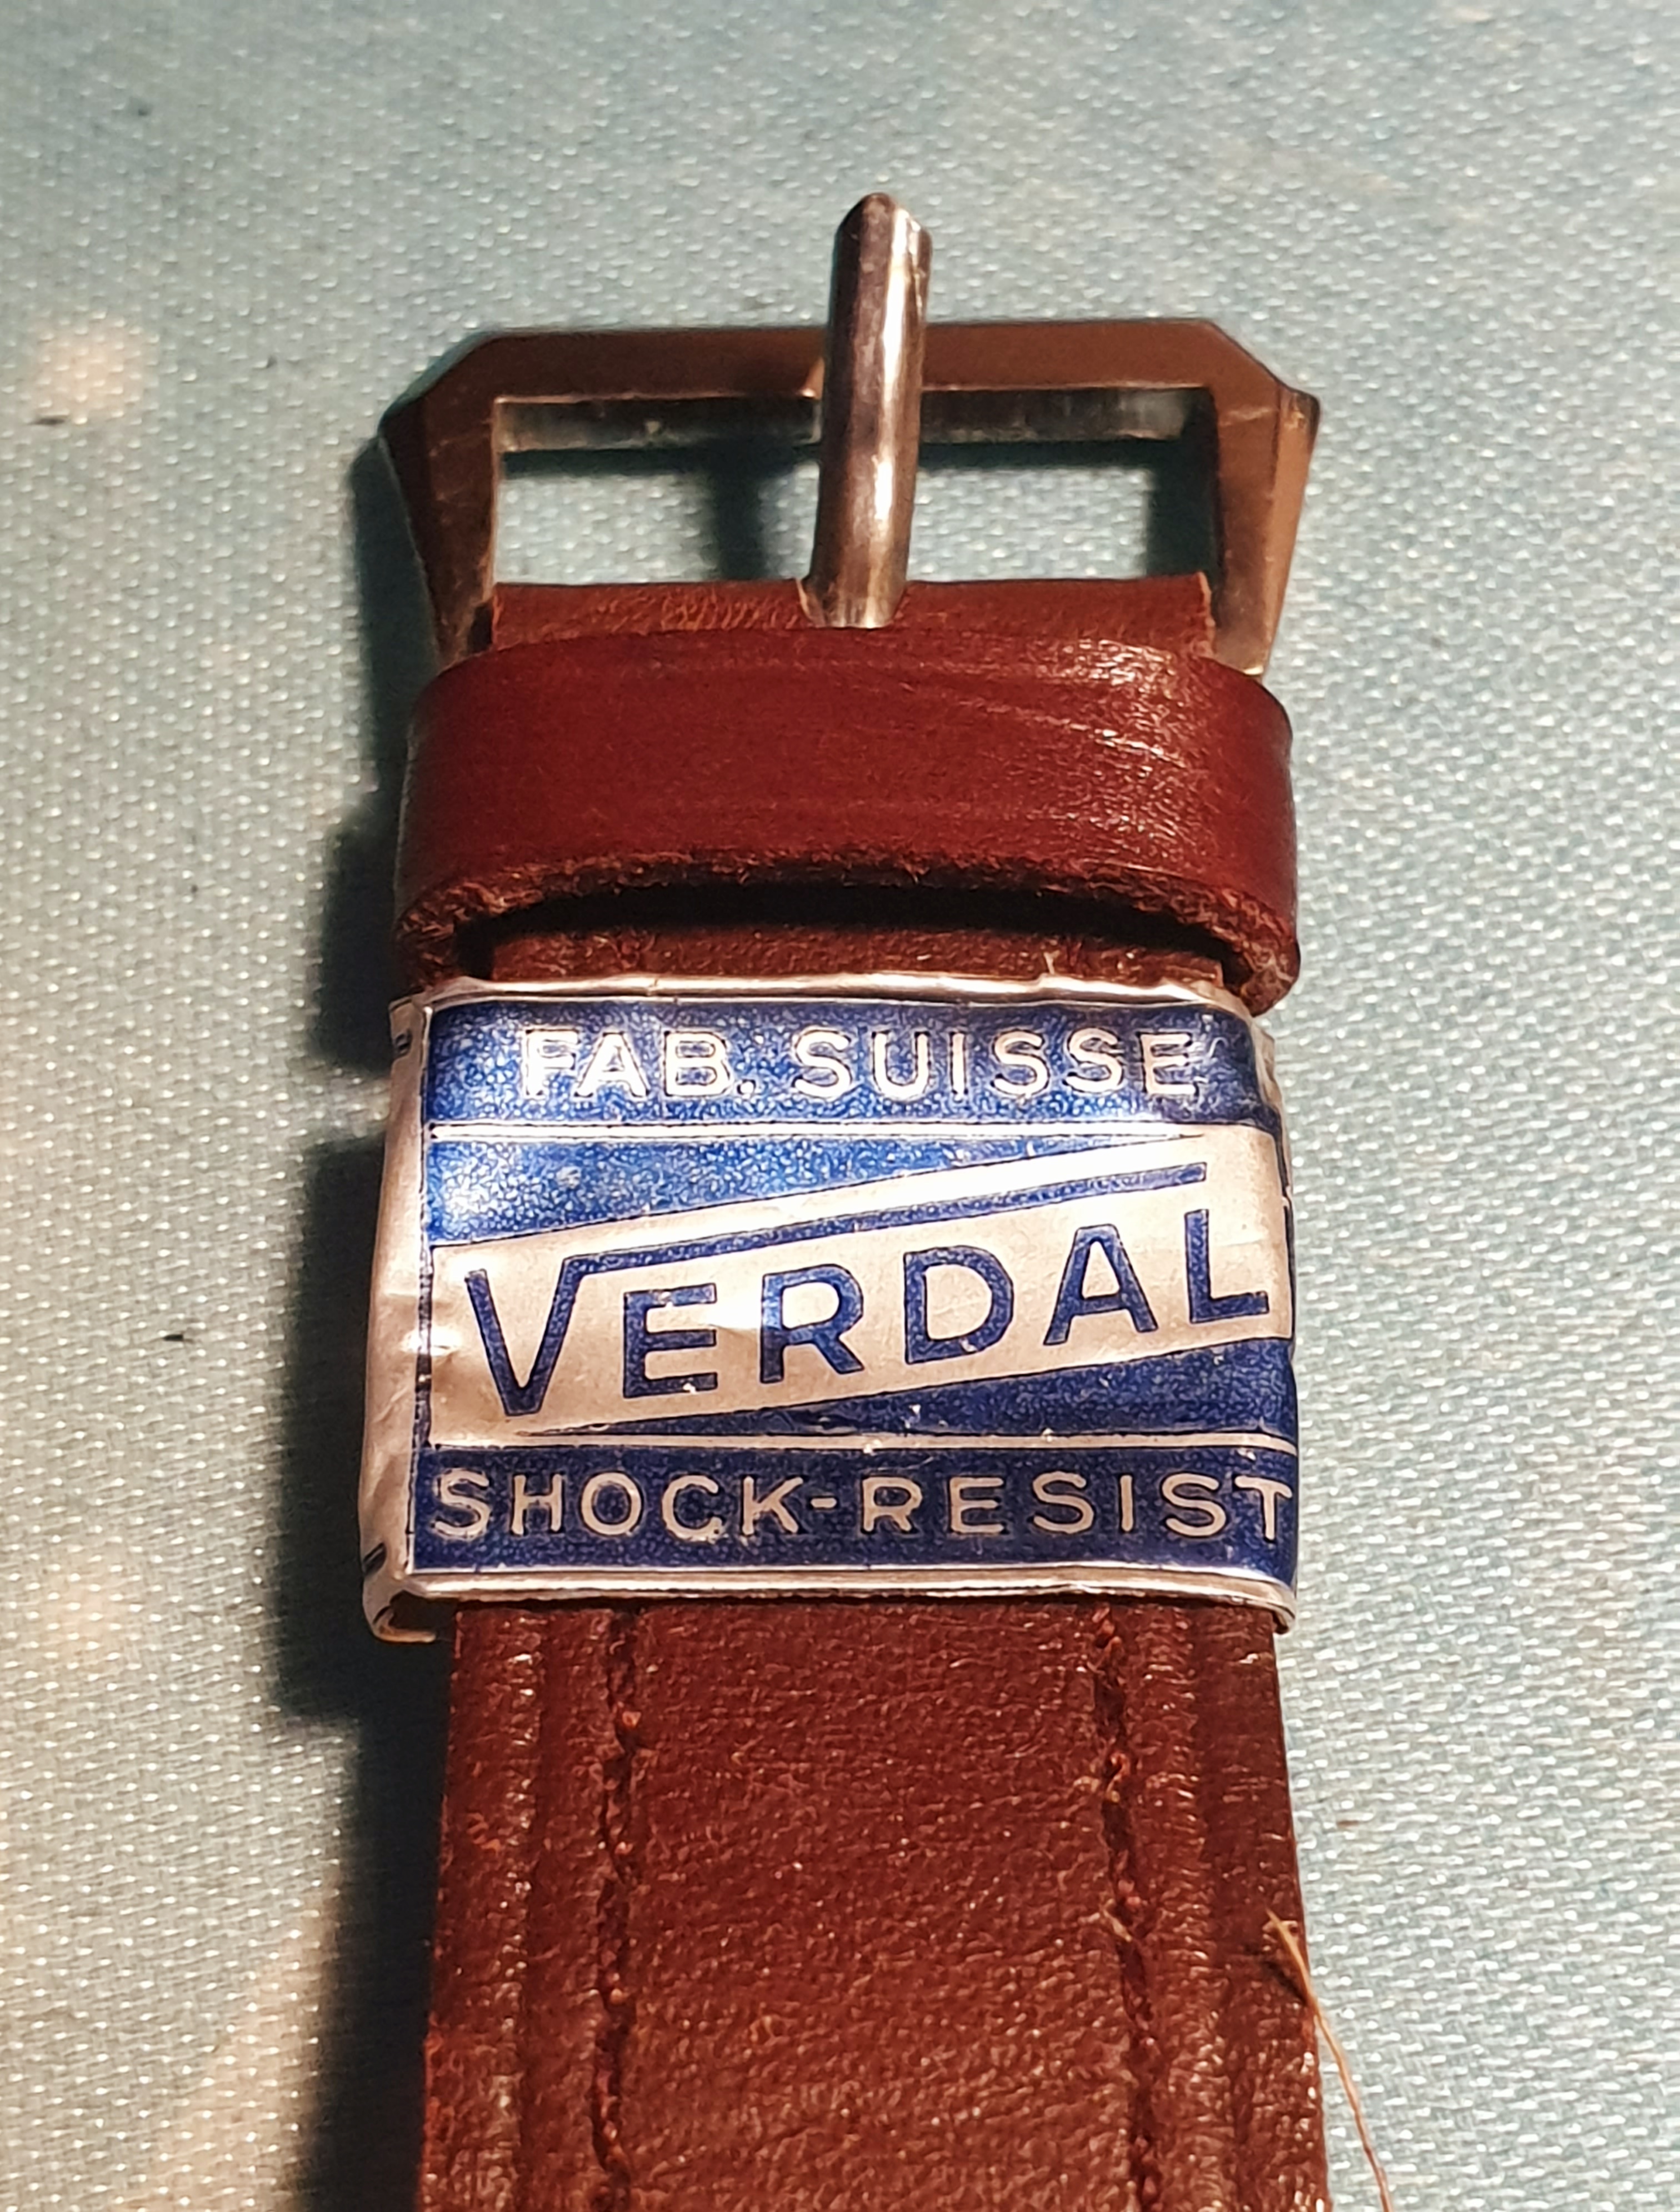 FAB. SUISSE
VERDAL
SHOCK-RESIST